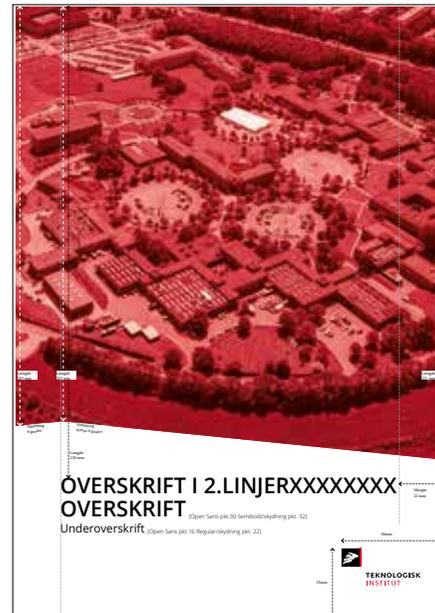 OVERSKRIFT I 2.LINJERXXXXXXXX
OVERSKRIFT (Open Sans pkt.30 Semibold/skydning pkt. 32)
Underoverskrift (Open Sans pkt.16 Regular/skydning pkt. 22)
TEKNOLOGISK
INSTITUT